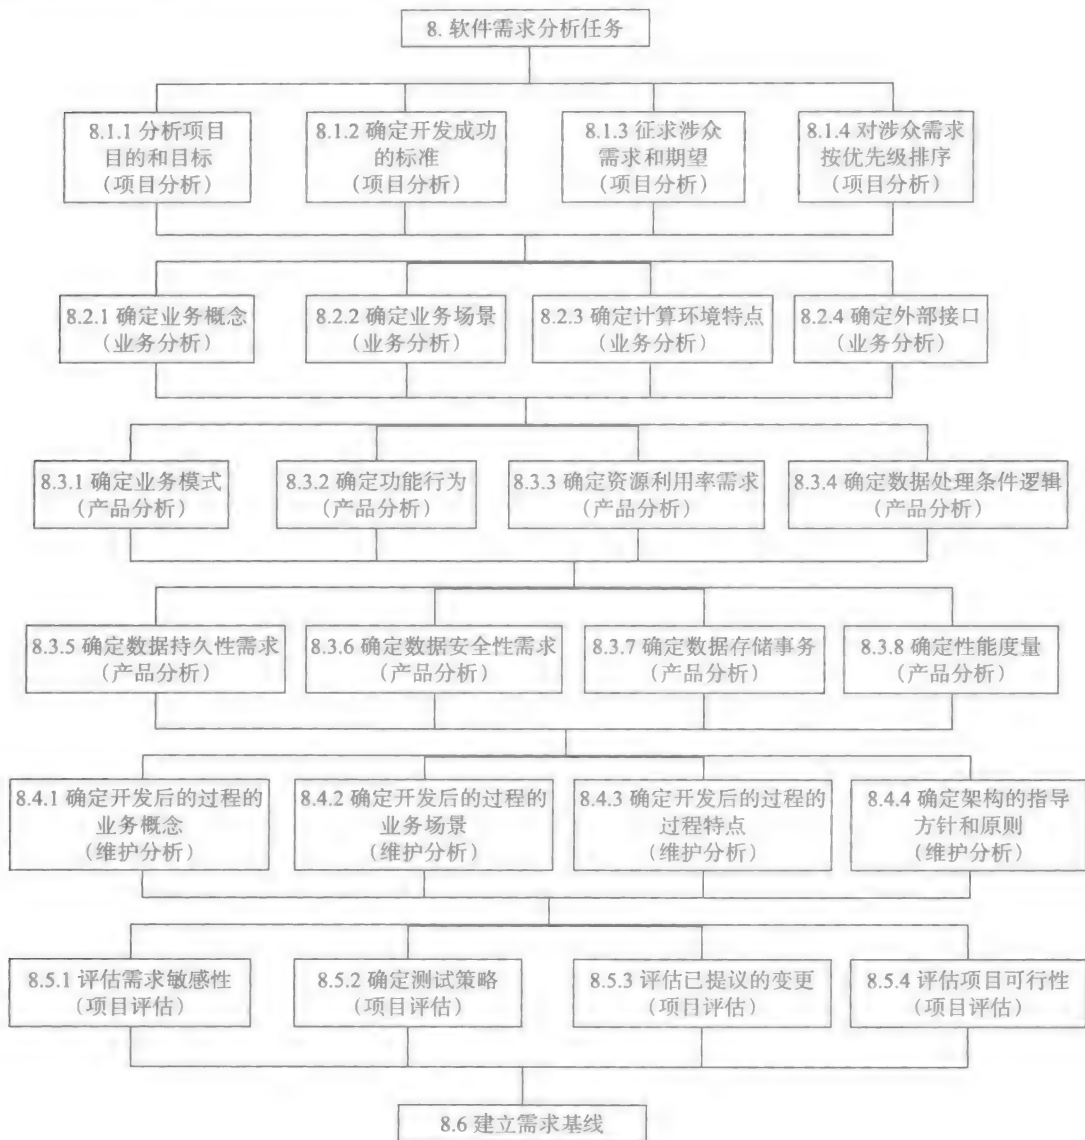 8. 软件需求分析任务
8.1.1 分析项目
目的和目标
（项目分析）
8.1.2 确定开发成功
的标准
（项目分析）
8.1.3 征求涉众
需求和期望
（项目分析）
8.1.4 对涉众需求
按优先级排序
（项目分析）
8.2.1 确定业务概念
（业务分析）
8.2.2 确定业务场景
（业务分析）
8.2.3 确定计算环境特点
（业务分析）
8.2.4 确定外部接口
（业务分析）
8.3.1 确定业务模式
（产品分析）
8.3.2 确定功能行为
（产品分析）
8.3.3 确定资源利用率需求
（产品分析）
8.3.4 确定数据处理条件逻辑
（产品分析）
8.3.5 确定数据持久性需求
（产品分析）
8.3.6 确定数据安全性需求
（产品分析）
8.3.7 确定数据存储事务
（产品分析）
8.3.8 确定性能度量
（产品分析）
8.4.1 确定开发后的过程的
业务概念
（维护分析）
8.4.2 确定开发后的过程的
业务场景
（维护分析）
8.4.3 确定开发后的过程的
过程特点
（维护分析）
8.4.4 确定架构的指导
方针和原则
（维护分析）
8.5.1 评估需求敏感性
（项目评估）
8.5.2 确定测试策略
（项目评估）
8.5.3 评估已提议的变更
（项目评估）
8.5.4 评估项目可行性
（项目评估）
8.6 建立需求基线